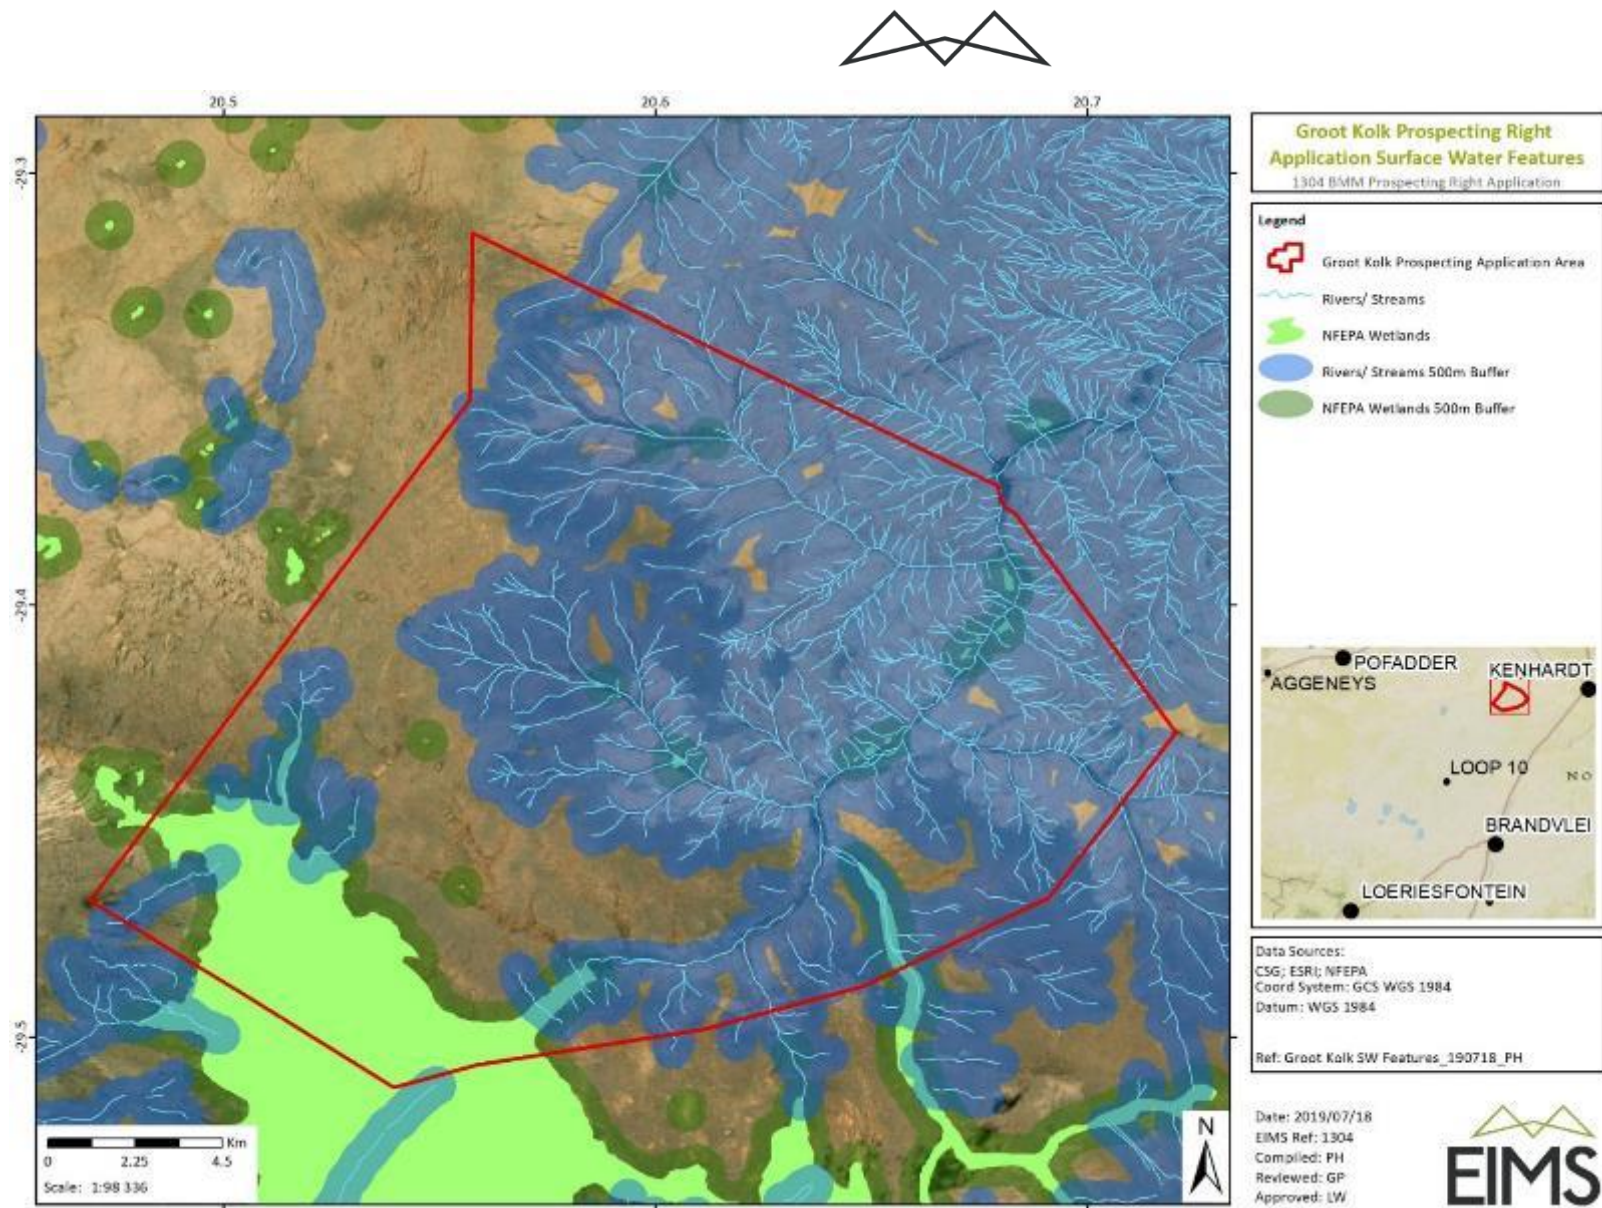 20.5
20.6
20.7
-29.3
-29.4
-29.5
Km
0 2.25 4.5
Scale: 1:98 336
N
Groot Kolk Prospecting Right
Application Surface Water Features
1304 BMM Prospecting Right Application
Legend
Groot Kolk Prospecting Application Area
Rivers/ Streams
NFEPA Wetlands
Rivers/ Streams 500m Buffer
NFEPA Wetlands 500m Buffer
POFADDER
AGGENEYS
KENHARDT
LOOP 10
N O
BRANDVLEI
LOERIESFONTEIN
Data Sources:
CSG; ESRI; NFEPA
Coord System: GCS WGS 1984
Datum: WGS 1984
Ref: Groot Kolk SW Features_190718_PH
Date: 2019/07/18
EIMS Ref: 1304
Compiled: PH
Reviewed: GP
Approved: LW
EIMS